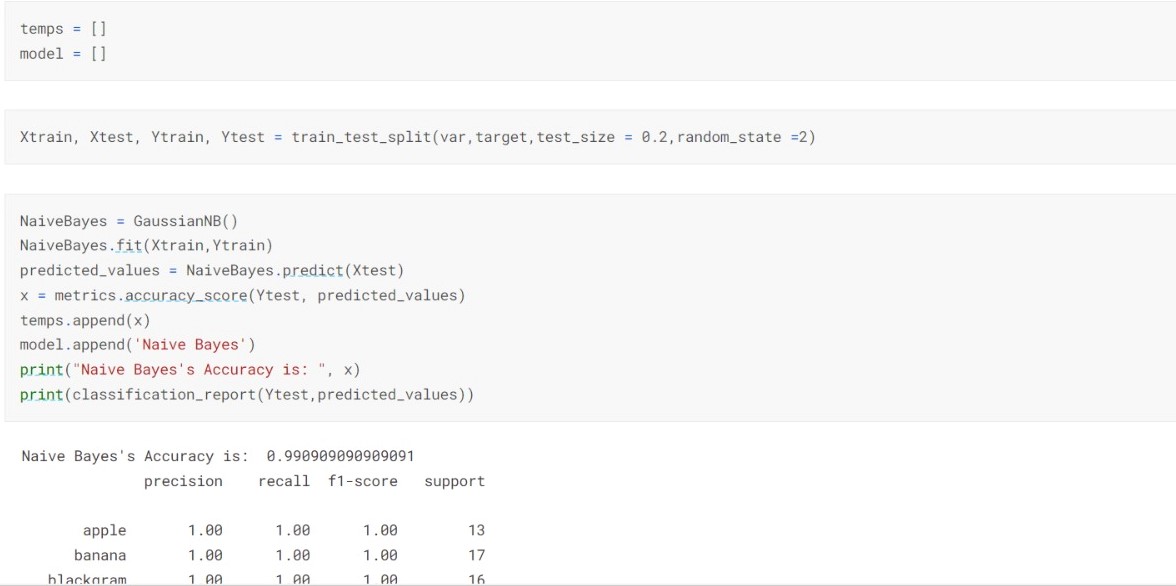 temps = []
model = []
Xtrain, Xtest, Ytrain, Ytest = train_test_split(var,target,test_size = 0.2,random_state =2)
NaiveBayes = GaussianNB()
NaiveBayes.fit(Xtrain,Ytrain)
predicted_values = NaiveBayes.predict(Xtest)
x = metrics.accuracy_score(Ytest, predicted_values)
temps.append(x)
model.append('Naive Bayes')
print("Naive Bayes's Accuracy is: ", x)
print(classification_report(Ytest,predicted_values))
Naive Bayes's Accuracy is:  0.990909090909091
precision recall f1-score support
apple 1.00 1.00 1.00 13
banana 1.00 1.00 1.00 17
blackgram 1.00 1.00 1.00 16